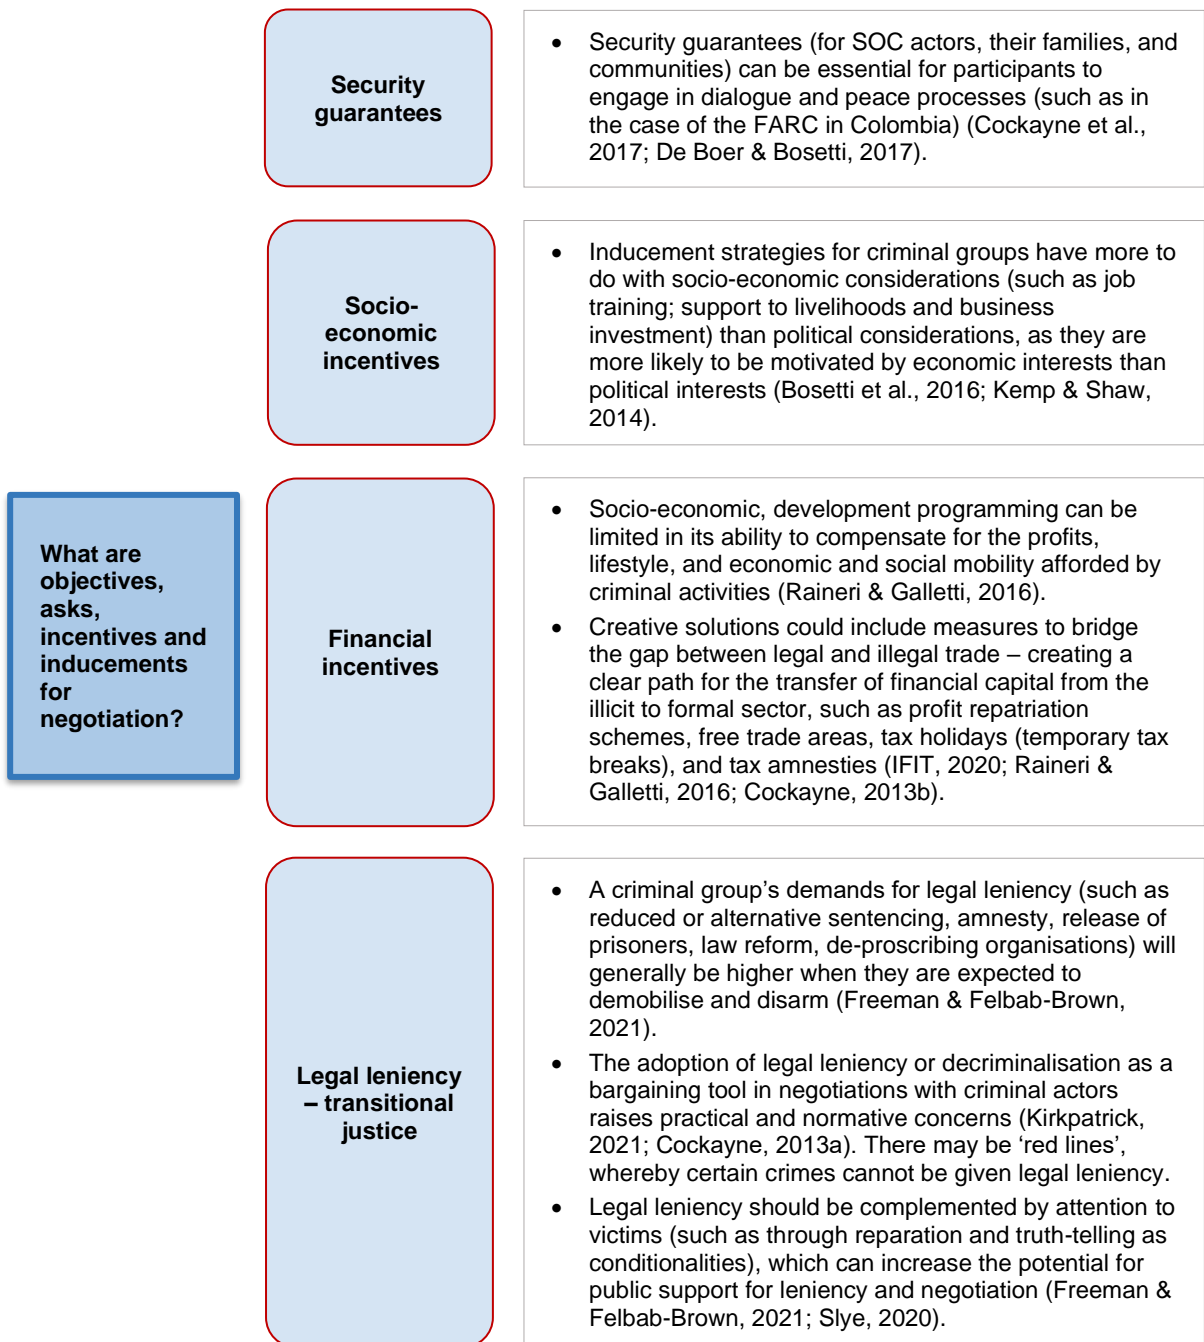 Security
guarantees
• Security guarantees (for SOC actors, their families, and
communities) can be essential for participants to
engage in dialogue and peace processes (such as in
the case of the FARC in Colombia) (Cockayne et al.,
2017; De Boer & Bosetti, 2017).
Socio-
economic
incentives
• Inducement strategies for criminal groups have more to
do with socio-economic considerations (such as job
training; support to livelihoods and business
investment) than political considerations, as they are
more likely to be motivated by economic interests than
political interests (Bosetti et al., 2016; Kemp & Shaw,
2014).
What are
objectives,
asks,
incentives and
inducements
for
negotiation?
Financial
incentives
• Socio-economic, development programming can be
limited in its ability to compensate for the profits,
lifestyle, and economic and social mobility afforded by
criminal activities (Raineri & Galletti, 2016).
• Creative solutions could include measures to bridge
the gap between legal and illegal trade – creating a
clear path for the transfer of financial capital from the
illicit to formal sector, such as profit repatriation
schemes, free trade areas, tax holidays (temporary tax
breaks), and tax amnesties (IFIT, 2020; Raineri &
Galletti, 2016; Cockayne, 2013b).
Legal leniency
– transitional
justice
• A criminal group's demands for legal leniency (such as
reduced or alternative sentencing, amnesty, release of
prisoners, law reform, de-proscribing organisations) will
generally be higher when they are expected to
demobilise and disarm (Freeman & Felbab-Brown,
2021).
• The adoption of legal leniency or decriminalisation as a
bargaining tool in negotiations with criminal actors
raises practical and normative concerns (Kirkpatrick,
2021; Cockayne, 2013a). There may be 'red lines',
whereby certain crimes cannot be given legal leniency.
• Legal leniency should be complemented by attention to
victims (such as through reparation and truth-telling as
conditionalities), which can increase the potential for
public support for leniency and negotiation (Freeman &
Felbab-Brown, 2021; Slye, 2020).